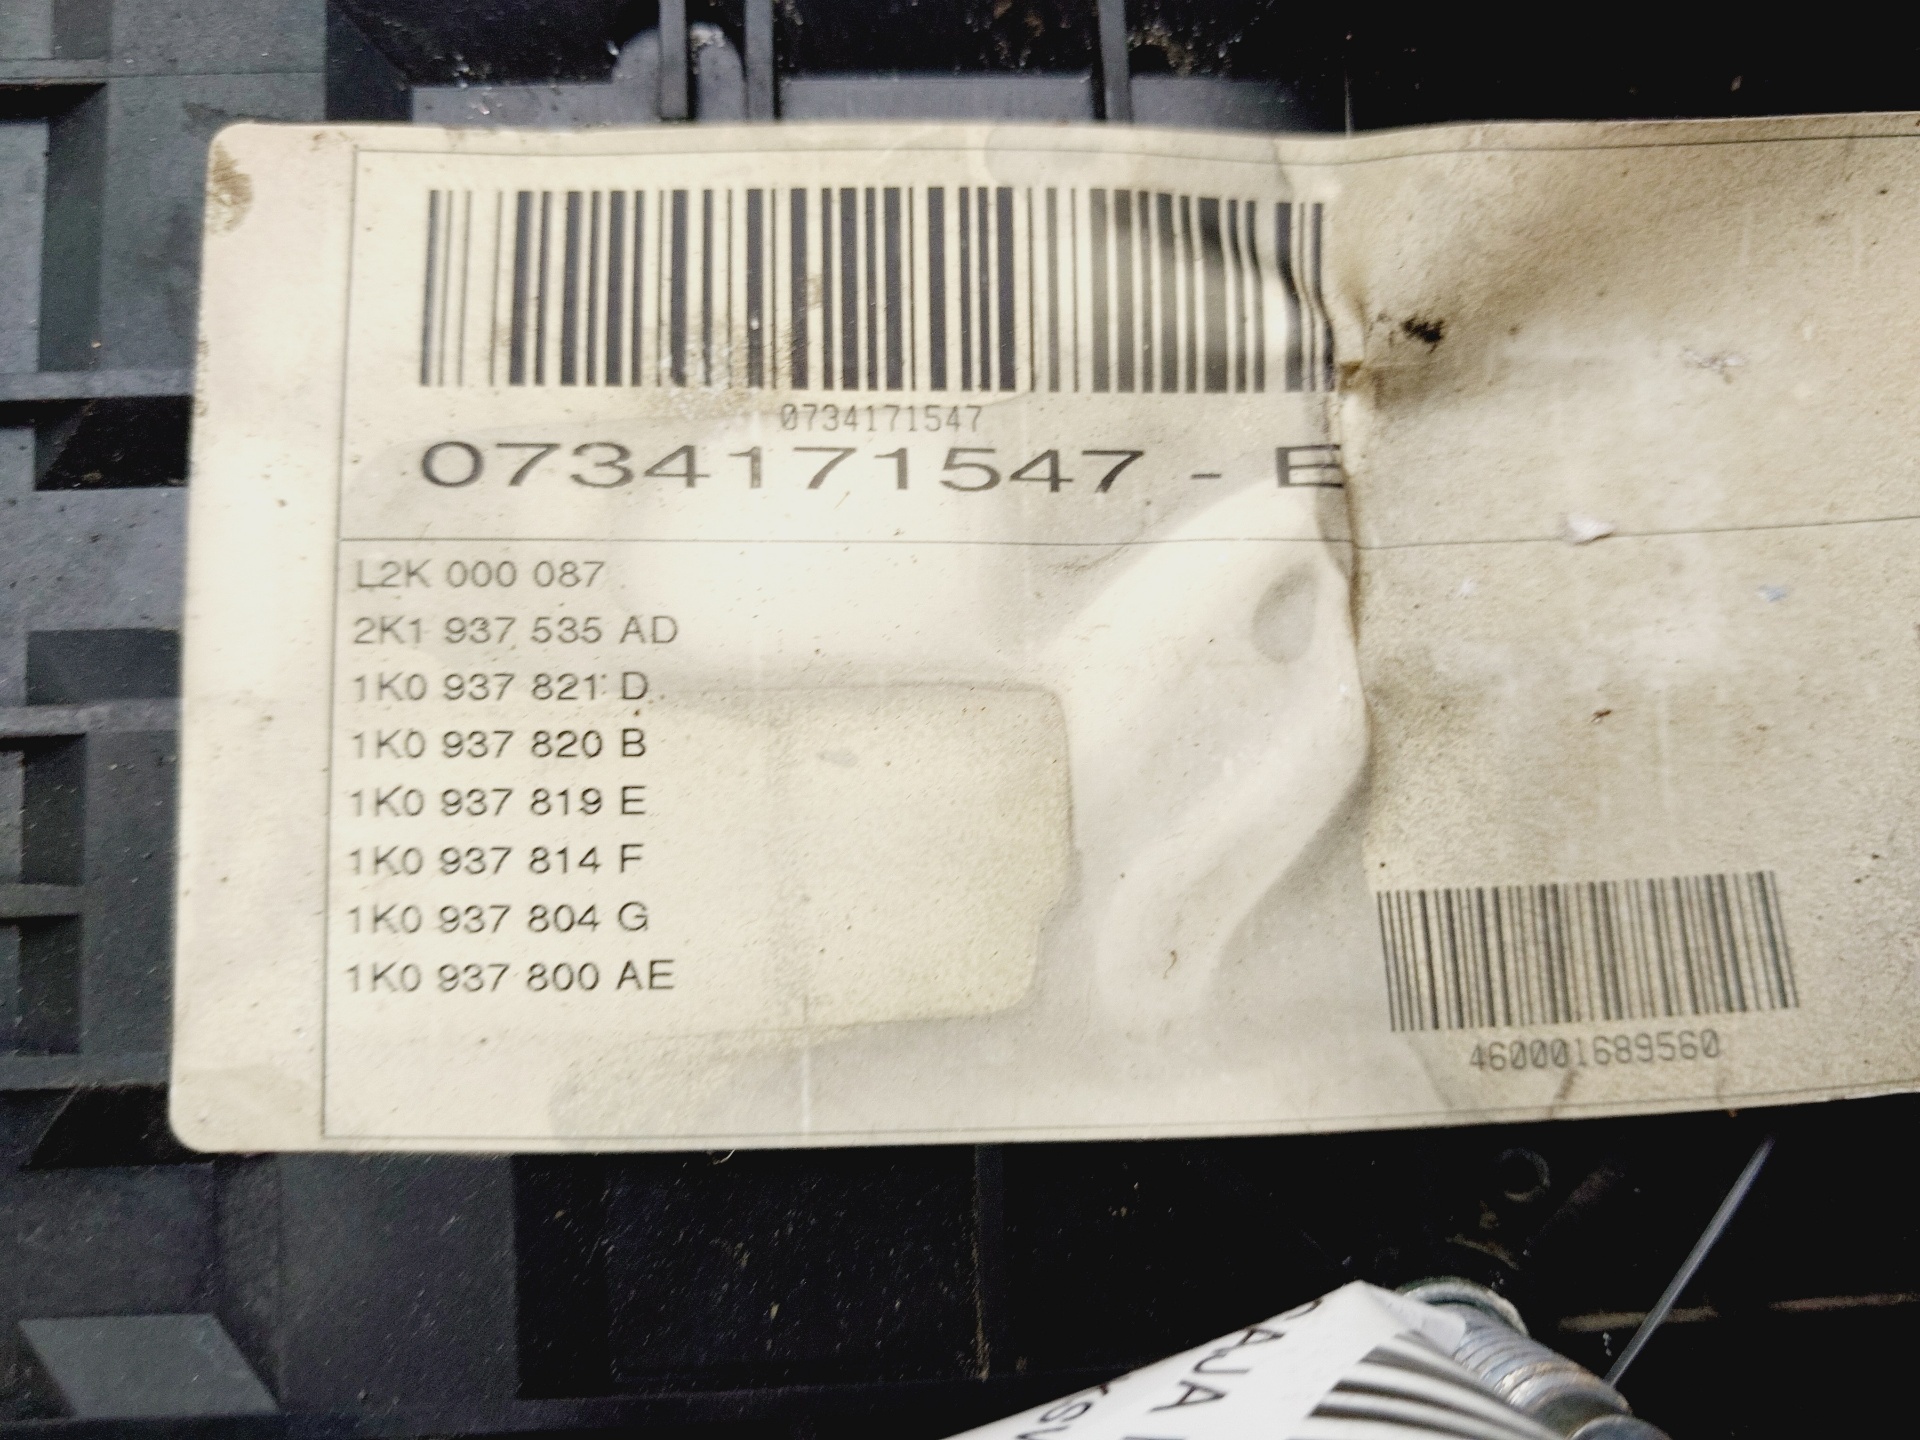 0734171547
0734171547 - E
L2K 000 087
2K1 937 535 AD
1K0 937 821 D
1K0 937 820 B
1K0 937 819 E
1K0 937 814 F
1K0 937 804 G
1K0 937 800 AE
460001689560
CAJA